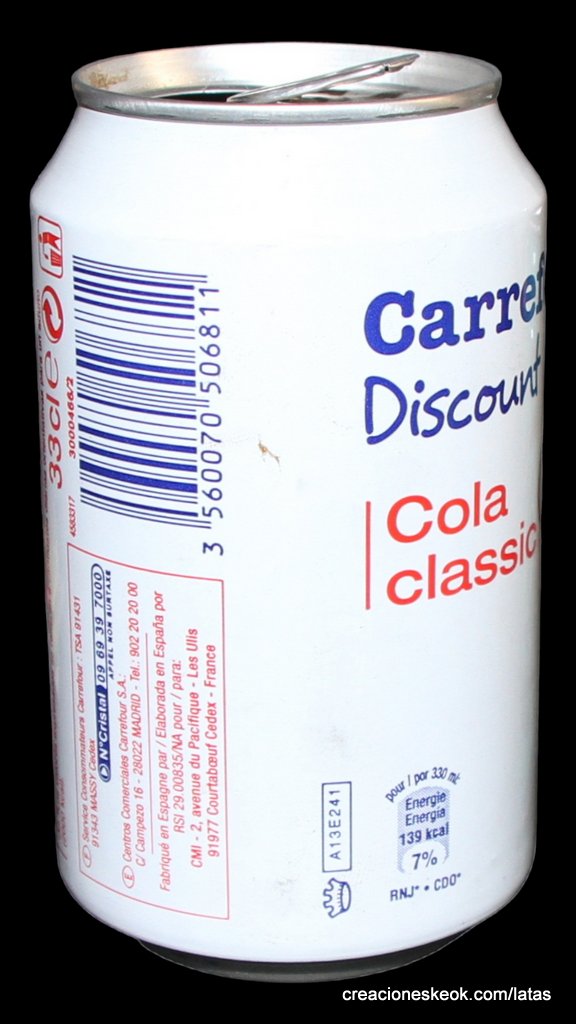 Carref
Discount
Cola
classic
33cl e
3000466/2
4583317
3 560070 506811
F Service Consommateurs Carrefour : TSA 91431
91343 MASSY Cedex
N°Cristal 09 69 39 7000
APPEL NON SURTAXE
E Centros Comerciales Carrefour S.A.:
C/ Campezo 16 - 28022 MADRID - Tel.: 902 20 20 00
Fabriqué en Espagne par / Elaborada en España por
RSI 29 00835/NA pour / para:
CMI - 2, avenue du Pacifique - Les Ulis
91977 Courtabœuf Cedex - France
A13E241
pour / por 330 ml
Energie
Energía
139 kcal
7%
RNJ* • CDO*
creacioneskeok.com/latas